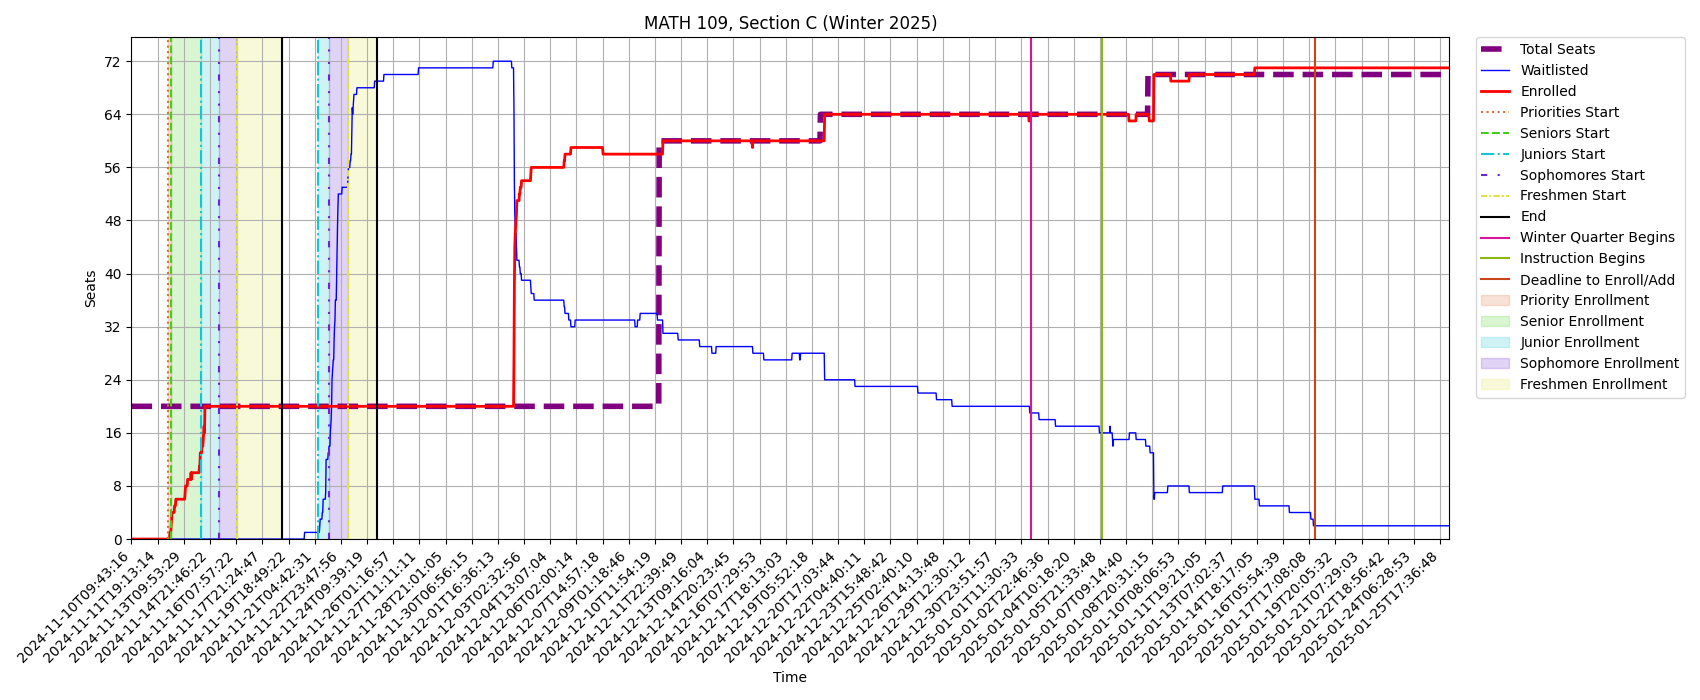 MATH 109, Section C (Winter 2025)
72
64
56
48
40
32
24
16
8
0
Seats
2024-11-10T09:43:16
2024-11-11T19:13:14
2024-11-13T09:53:29
2024-11-14T21:46:22
2024-11-16T07:57:22
2024-11-17T21:24:47
2024-11-19T18:49:22
2024-11-21T04:42:31
2024-11-22T23:47:56
2024-11-24T09:39:19
2024-11-26T01:16:57
2024-11-27T11:11:11
2024-11-28T21:01:05
2024-11-30T06:56:15
2024-12-01T16:36:13
2024-12-03T02:32:56
2024-12-04T13:07:04
2024-12-06T02:00:14
2024-12-07T14:57:18
2024-12-09T01:18:46
2024-12-10T11:54:19
2024-12-11T22:39:49
2024-12-13T09:16:04
2024-12-14T20:23:45
2024-12-16T07:29:53
2024-12-17T18:13:03
2024-12-19T05:52:18
2024-12-20T17:03:44
2024-12-22T04:40:11
2024-12-23T15:48:42
2024-12-25T02:40:10
2024-12-26T14:13:48
2024-12-29T12:30:12
2024-12-30T23:51:57
2025-01-01T11:30:33
2025-01-02T22:46:36
2025-01-04T10:18:20
2025-01-05T21:33:48
2025-01-07T09:14:40
2025-01-08T20:31:15
2025-01-10T08:06:53
2025-01-11T19:21:05
2025-01-13T07:02:37
2025-01-14T18:17:05
2025-01-16T05:54:39
2025-01-17T17:08:08
2025-01-19T20:05:32
2025-01-21T07:29:03
2025-01-22T18:56:42
2025-01-24T06:28:53
2025-01-25T17:36:48
Time
Total Seats
Waitlisted
Enrolled
Priorities Start
Seniors Start
Juniors Start
Sophomores Start
Freshmen Start
End
Winter Quarter Begins
Instruction Begins
Deadline to Enroll/Add
Priority Enrollment
Senior Enrollment
Junior Enrollment
Sophomore Enrollment
Freshmen Enrollment